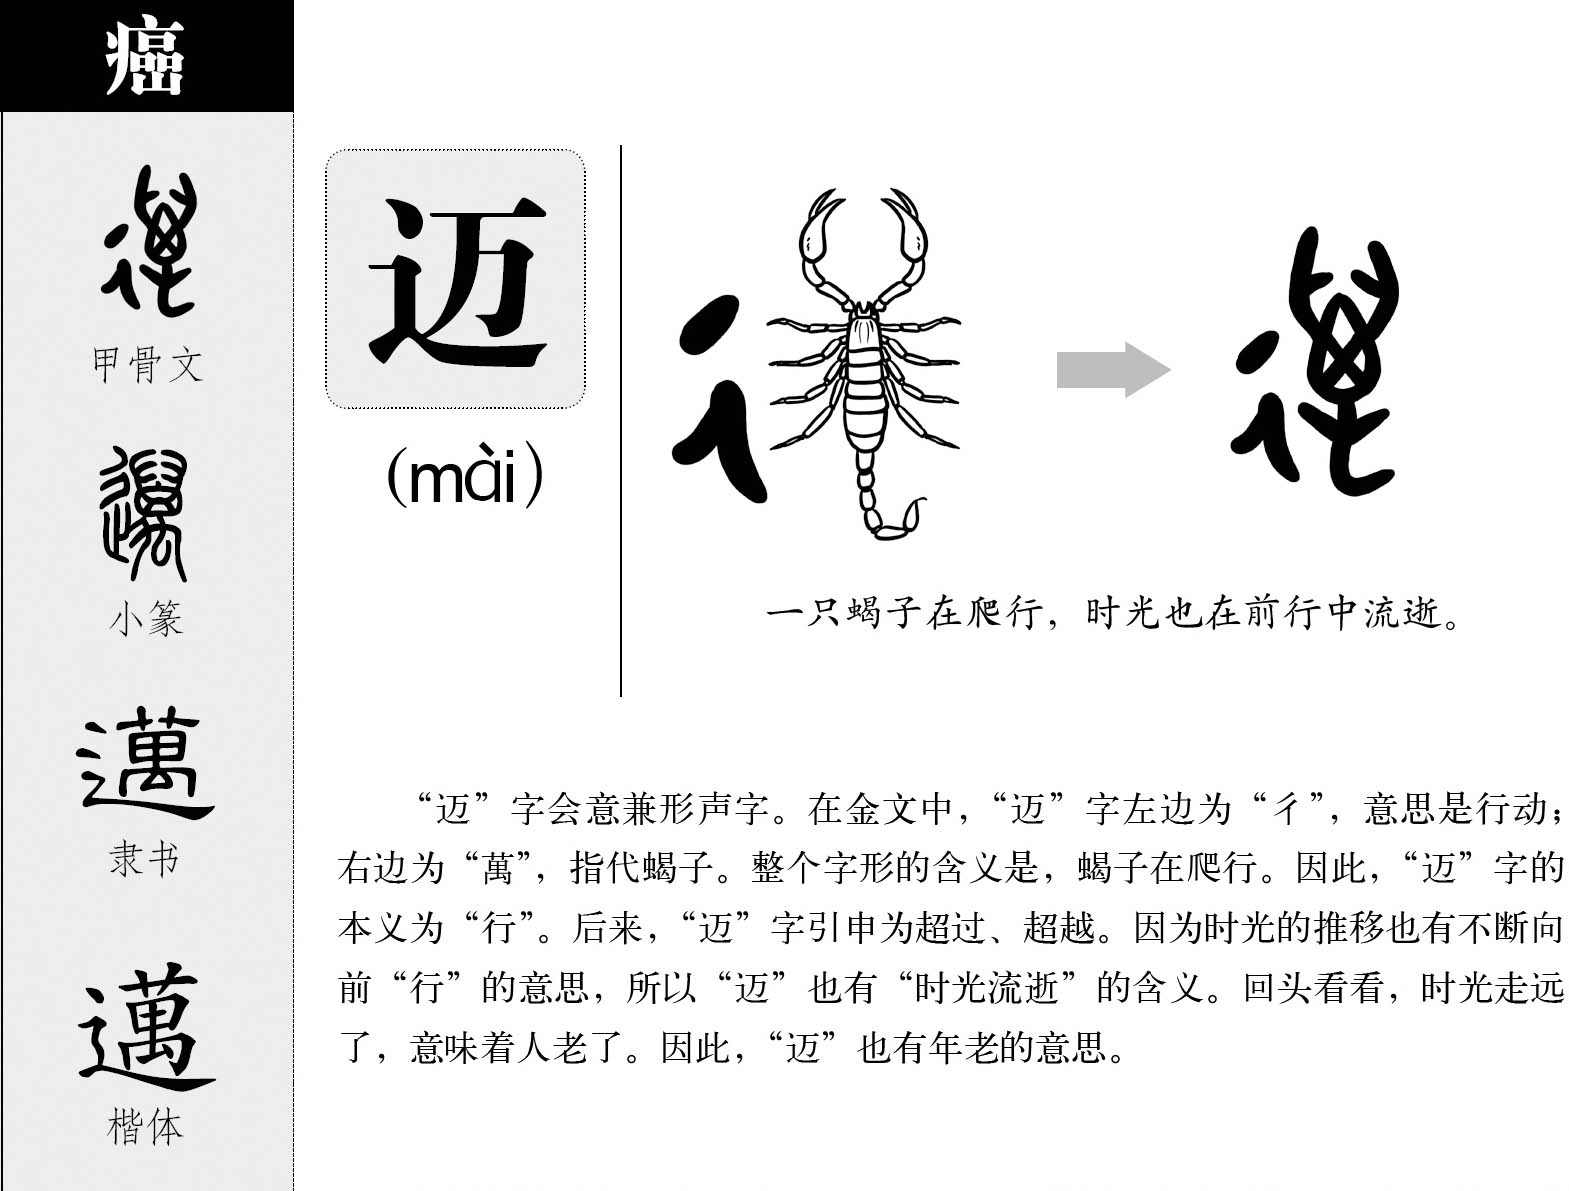 癌
甲骨文
小篆
邁
隶书
邁
楷体
迈
(mài)
一只蝎子在爬行，时光也在前行中流逝。
“迈”字会意兼形声字。在金文中，“迈”字左边为“彳”，意思是行动；
右边为“萬”，指代蝎子。整个字形的含义是，蝎子在爬行。因此，“迈”字的
本义为“行”。后来，“迈”字引申为超过、超越。因为时光的推移也有不断向
前“行”的意思，所以“迈”也有“时光流逝”的含义。回头看看，时光走远
了，意味着人老了。因此，“迈”也有年老的意思。